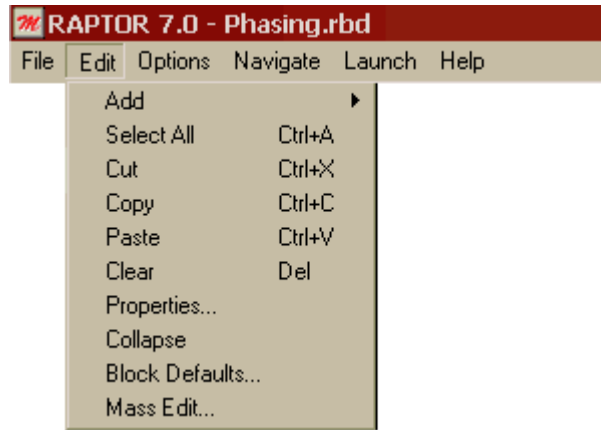 RAPTOR 7.0 - Phasing.rbd
File Edit Options Navigate Launch Help
Add
Select All Ctrl+A
Cut Ctrl+X
Copy Ctrl+C
Paste Ctrl+V
Clear Del
Properties...
Collapse
Block Defaults...
Mass Edit...